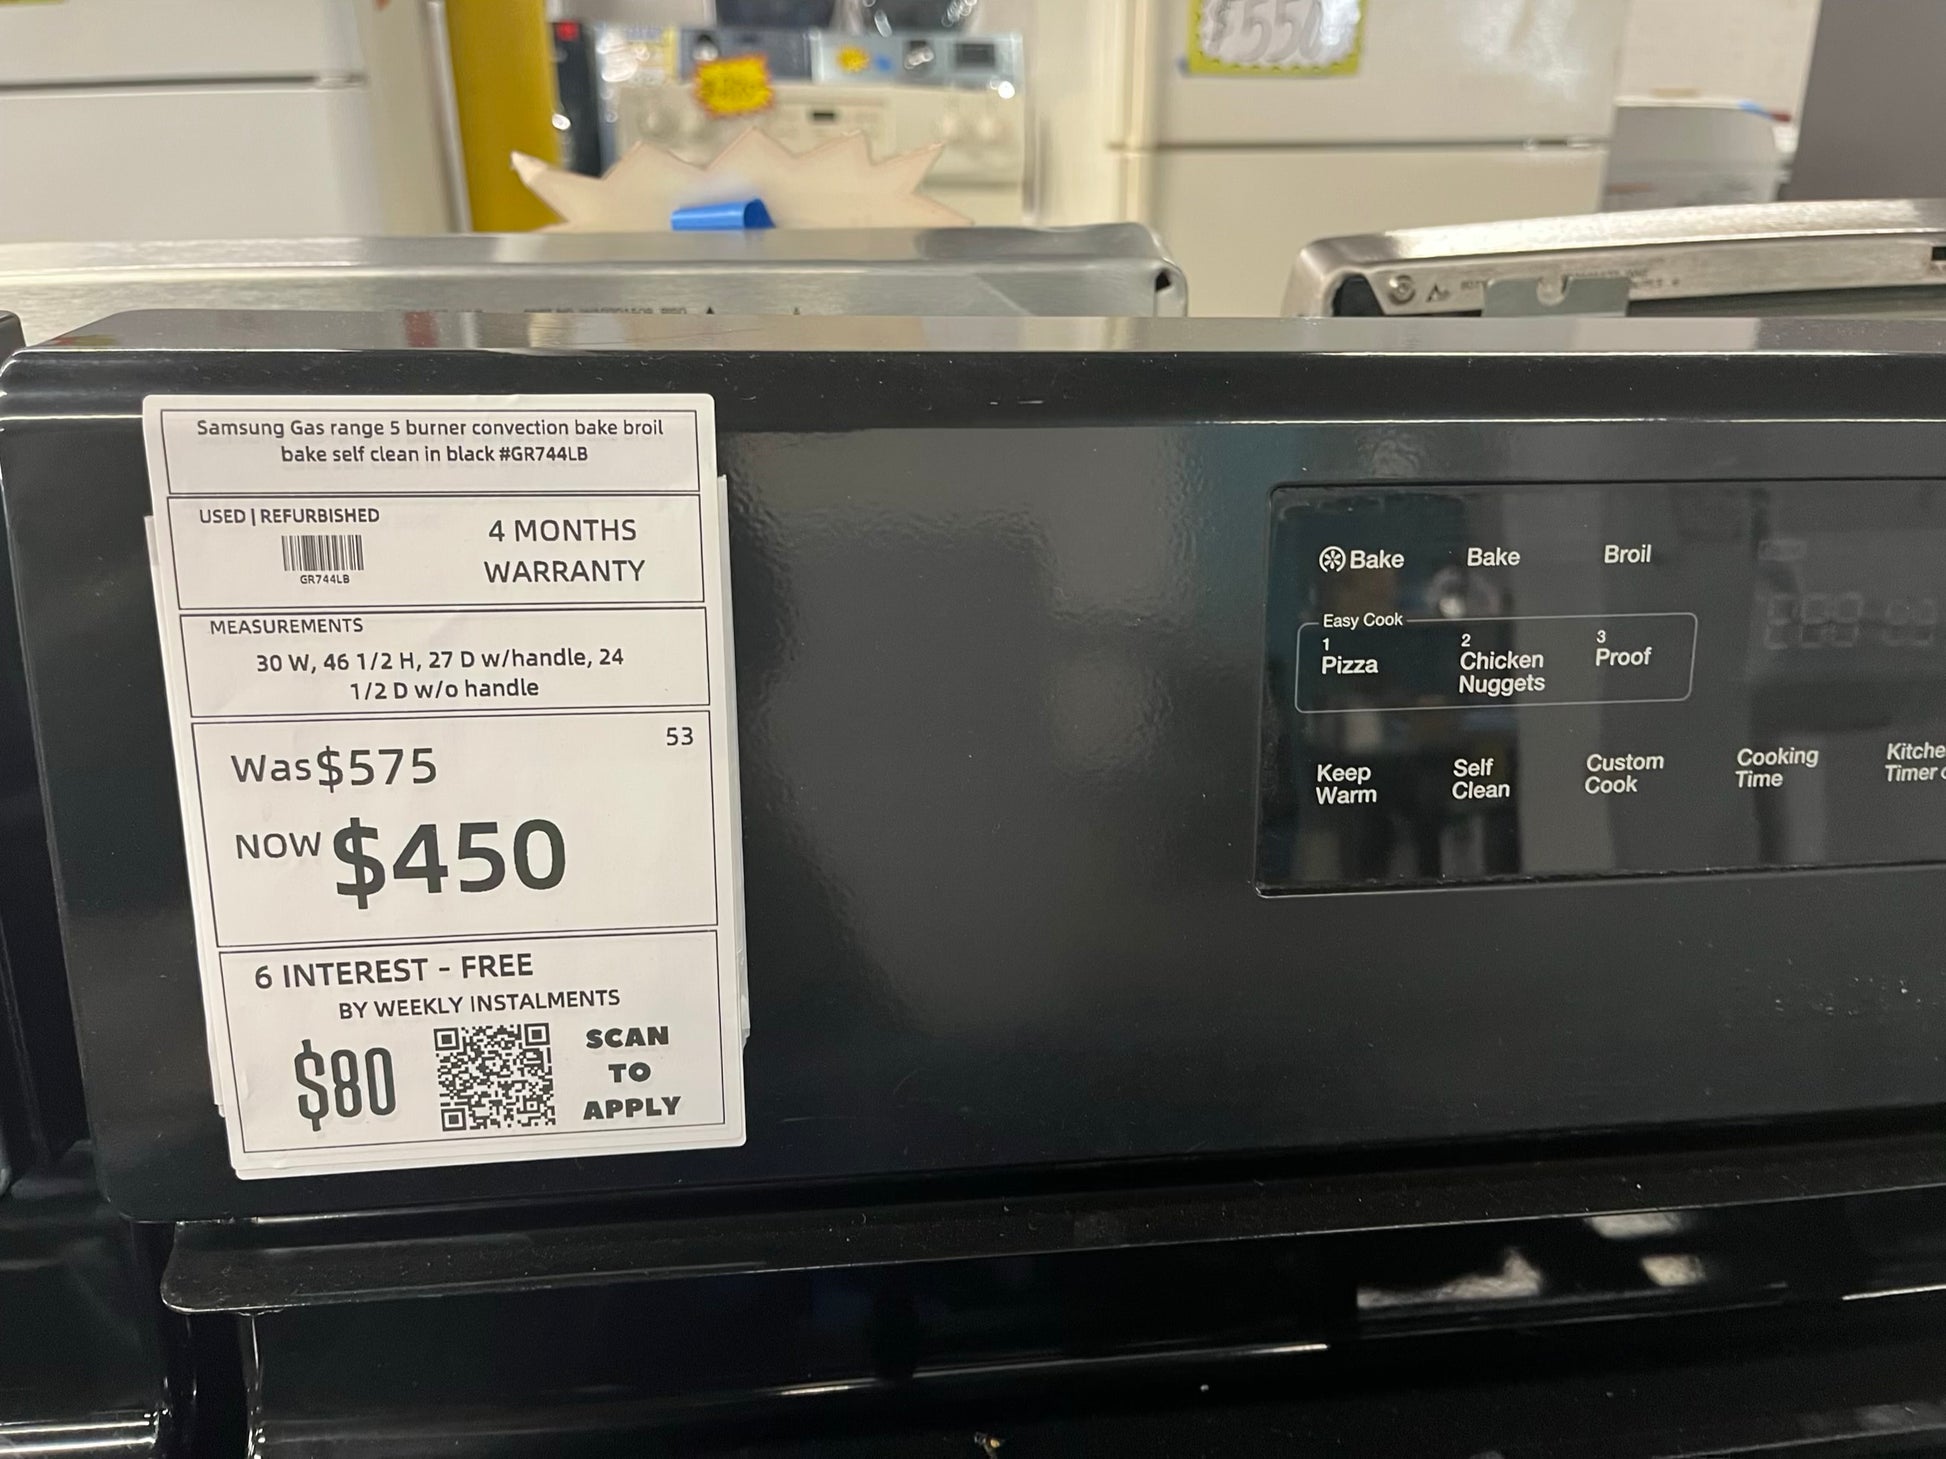 $550
Samsung Gas range 5 burner convection bake broil
bake self clean in black #GR744LB
USED | REFURBISHED
GR744LB
4 MONTHS
WARRANTY
MEASUREMENTS
30 W, 46 1/2 H, 27 D w/handle, 24
1/2 D w/o handle
53
Was $575
NOW $450
6 INTEREST - FREE
BY WEEKLY INSTALMENTS
$80
SCAN
TO
APPLY
Bake Bake Broil
Easy Cook
1 2 3
Pizza Chicken Proof
Nuggets
Keep Self Custom Cooking Kitche
Warm Clean Cook Time Timer